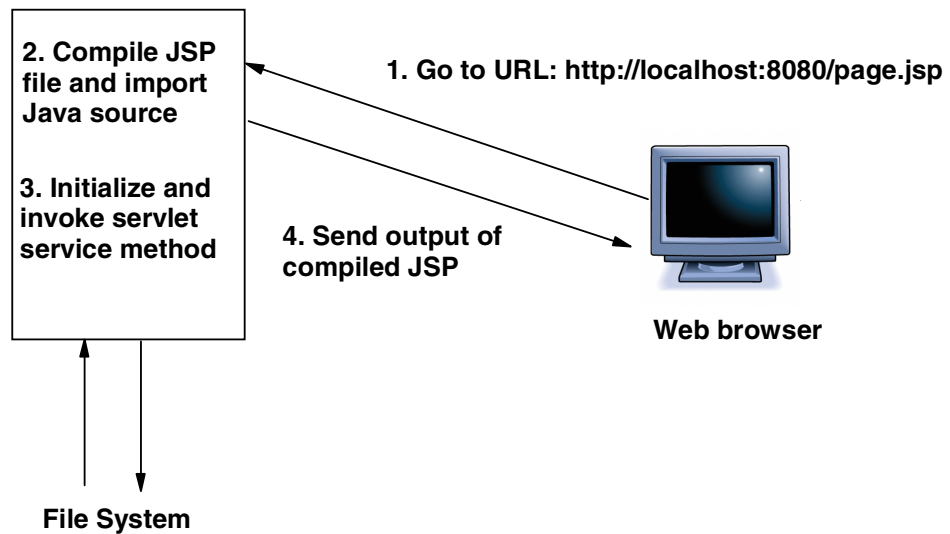 2. Compile JSP
file and import
Java source
3. Initialize and
invoke servlet
service method
1. Go to URL: http://localhost:8080/page.jsp
4. Send output of
compiled JSP
Web browser
File System